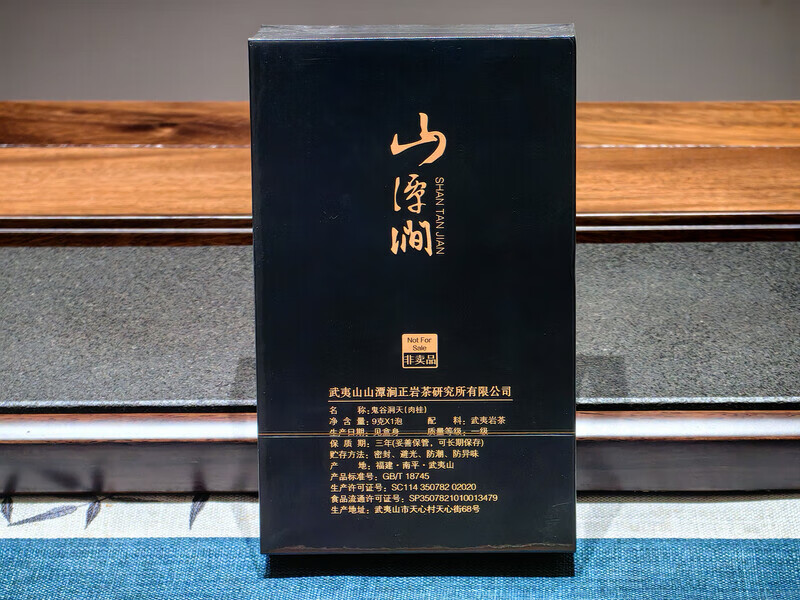 山潭涧
SHAN TAN JIAN
Not For
Sale
非卖品
武夷山山潭涧正岩茶研究所有限公司
名 称:鬼谷洞天(肉桂)
净 含 量:9克X1泡 配 料:武夷岩茶
生产日期:见盒身 质量等级:一级
保 质 期:三年(妥善保管,可长期保存)
贮存方法:密封、避光、防潮、防异味
产 地:福建·南平·武夷山
产品标准号:GB/T 18745
生产许可证号:SC114 350782 02020
食品流通许可证号:SP3507821010013479
生产地址:武夷山市天心村天心街68号